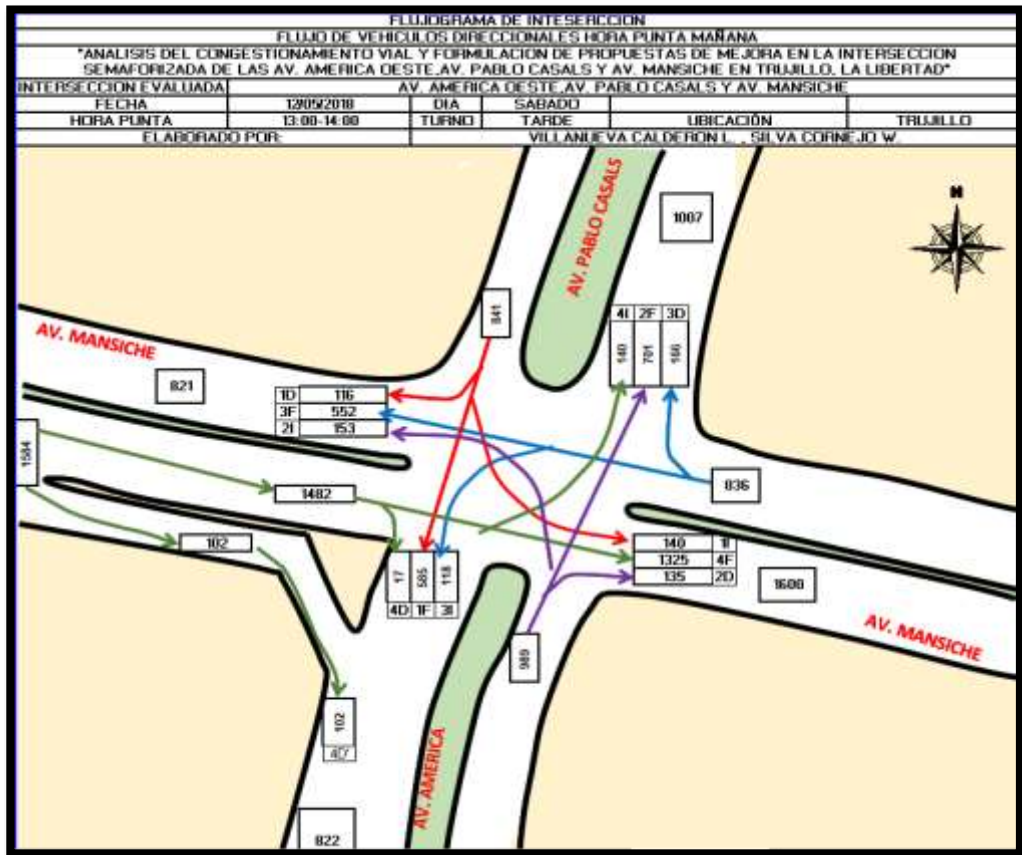 FLUJOGRAMA DE INTESERCCION
FLUJO DE VEHICULOS DIRECCIONALES HORA PUNTA MAÑANA
"ANALISIS DEL CONGESTIONAMIENTO VIAL Y FORMULACION DE PROPUESTAS DE MEJORA EN LA INTERSECCION
SEMAFORIZADA DE LAS AV. AMERICA OESTE,AV. PABLO CASALS Y AV. MANSICHE EN TRUJILLO, LA LIBERTAD"
INTERSECCION EVALUADA AV. AMERICA OESTE,AV. PABLO CASALS Y AV. MANSICHE
FECHA 12/05/2018 DIA SABADO
HORA PUNTA 13:00-14:00 TURNO TARDE UBICACIÓN TRUJILLO
ELABORADO POR: VILLANUEVA CALDERON L. , SILVA CORNEJO W.
N
AV. PABLO CASALS
1007
841
4I 2F 3D
140 701 166
AV. MANSICHE
821
1D 116
3F 552
2I 153
1584
1482
836
102
140 1I
1325 4F
135 2D
1600
17 585 118
4D 1F 3I
989
AV. MANSICHE
102
4D'
AV. AMERICA
822